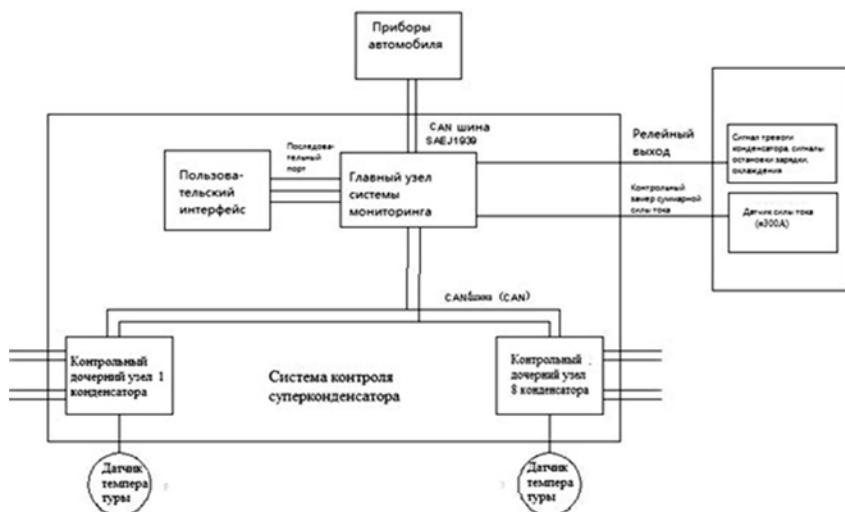 Приборы
автомобиля
CAN шина
SAEJ1939
Последова-
тельный
порт
Пользова-
тельский
интерфейс
Главный узел
системы
мониторинга
Релейный
выход
Сигнал тревоги
конденсатора, сигналы
остановки зарядки,
охлаждения
Контрольный
замер суммарной
силы тока
Датчик силы тока
(н300А)
CANшина (CAN)
Контрольный
дочерний узел 1
конденсатора
Система контроля
суперконденсатора
Контрольный
дочерний узел
8 конденсатора
Датчик
темпера
туры
Датчик
темпера
туры